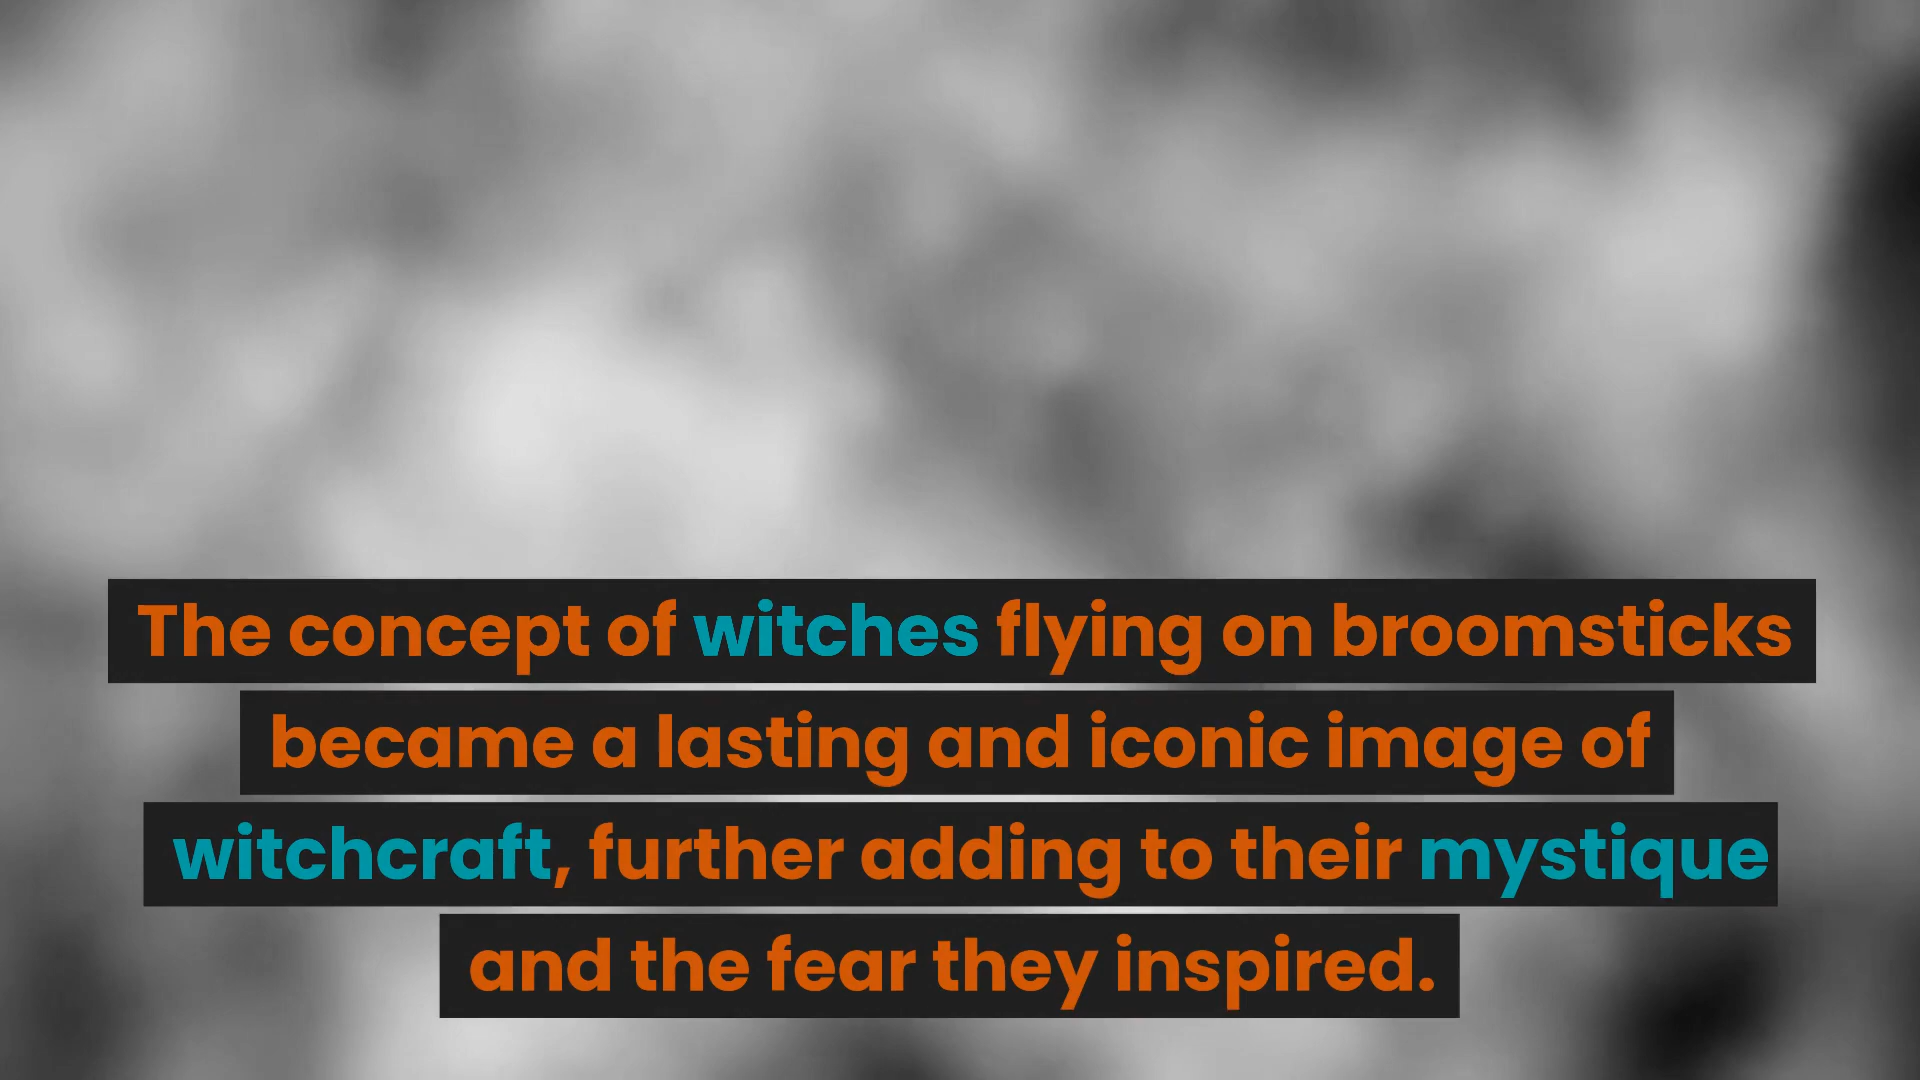 The concept of witches flying on broomsticks
became a lasting and iconic image of
witchcraft, further adding to their mystique
and the fear they inspired.